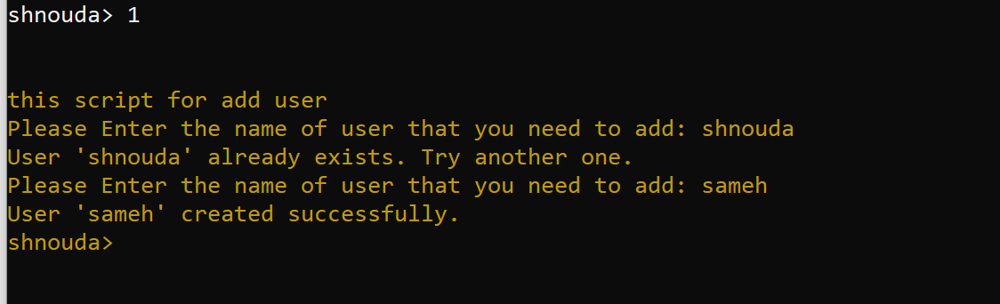 shnouda> 1
this script for add user
Please Enter the name of user that you need to add: shnouda
User 'shnouda' already exists. Try another one.
Please Enter the name of user that you need to add: sameh
User 'sameh' created successfully.
shnouda>